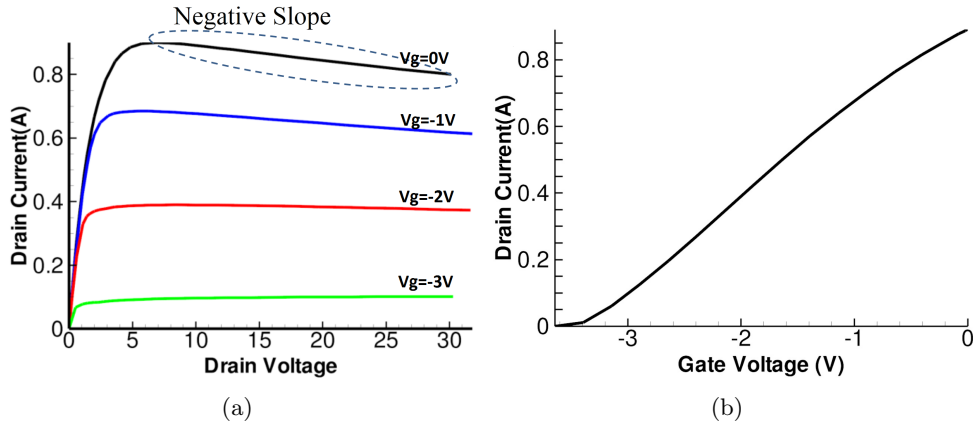 Negative Slope
Drain Current(A)
0.8
0.6
0.4
0.2
0
Vg=0V
Vg=-1V
Vg=-2V
Vg=-3V
0 5 10 15 20 25 30
Drain Voltage
(a)
Drain Current(A)
0.8
0.6
0.4
0.2
0
-3 -2 -1 0
Gate Voltage (V)
(b)